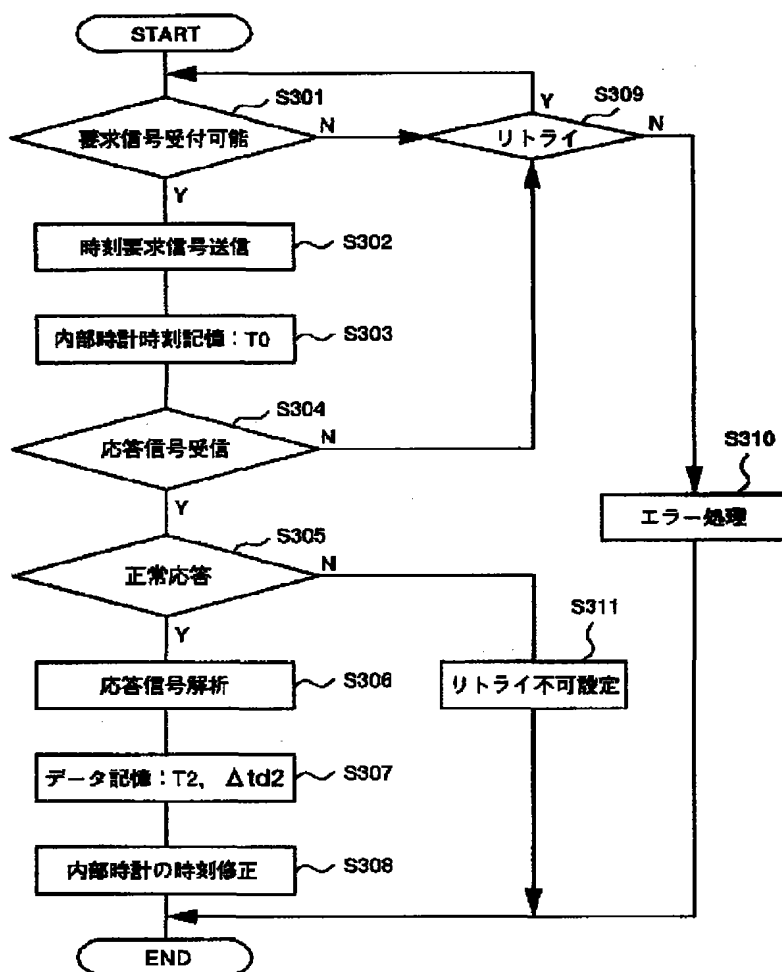 START
S301
要求信号受付可能
N
Y
S309
リトライ
Y
N
時刻要求信号送信
S302
内部時計時刻記憶:T0
S303
S304
応答信号受信
N
Y
S310
エラー処理
S305
正常応答
N
Y
S311
リトライ不可設定
応答信号解析
S306
データ記憶:T2, Δtd2
S307
内部時計の時刻修正
S308
END